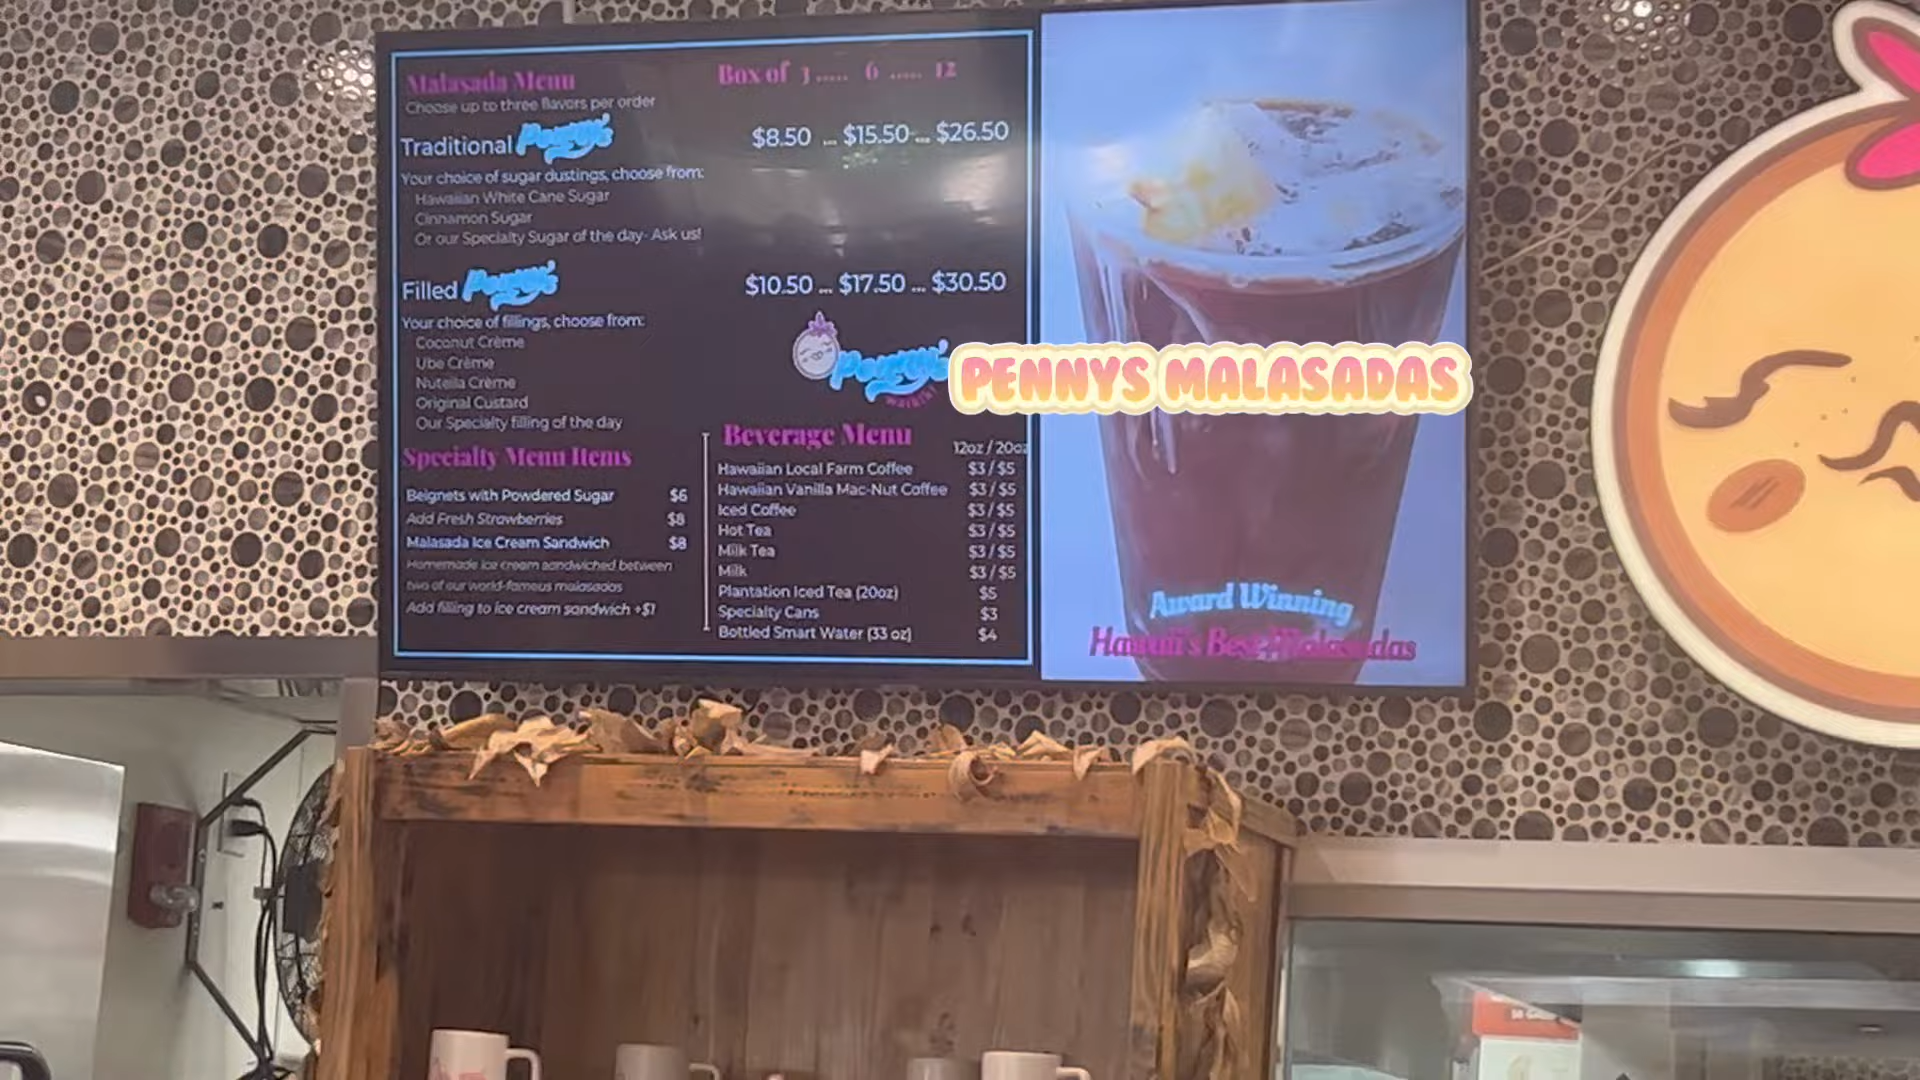 Malasada Menu
Box of 3 ..... 6 ..... 12
Choose up to three flavors per order
Traditional Penny's
$8.50 ... $15.50 ... $26.50
Your choice of sugar dustings, choose from:
Hawaiian White Cane Sugar
Cinnamon Sugar
Or our Specialty Sugar of the day- Ask us!
Filled Penny's
$10.50 ... $17.50 ... $30.50
Your choice of fillings, choose from:
Coconut Crème
Ube Crème
Nutella Crème
Original Custard
Our Specialty filling of the day
Penny's
WAIKIKI
PENNYS MALASADAS
Specialty Menu Items
Beignets with Powdered Sugar $6
Add Fresh Strawberries $8
Malasada Ice Cream Sandwich $8
Homemade ice cream sandwiched between
two of our world-famous malasadas
Add filling to ice cream sandwich +$1
Beverage Menu
12oz / 20oz
Hawaiian Local Farm Coffee $3 / $5
Hawaiian Vanilla Mac-Nut Coffee $3 / $5
Iced Coffee $3 / $5
Hot Tea $3 / $5
Milk Tea $3 / $5
Milk $3 / $5
Plantation Iced Tea (20oz) $5
Specialty Cans $3
Bottled Smart Water (33 oz) $4
Award Winning
Hawaii's Best Malasadas